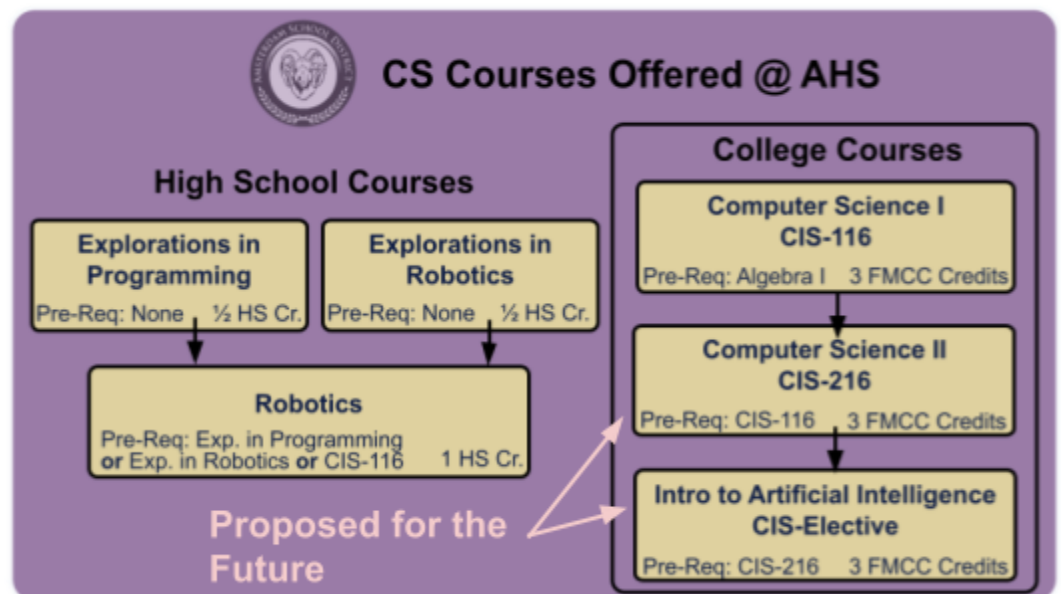 AMSTERDAM SCHOOL DISTRICT
CS Courses Offered @ AHS
High School Courses
Explorations in
Programming
Pre-Req: None ½ HS Cr.
Explorations in
Robotics
Pre-Req: None ½ HS Cr.
Robotics
Pre-Req: Exp. in Programming
or Exp. in Robotics or CIS-116 1 HS Cr.
Proposed for the
Future
College Courses
Computer Science I
CIS-116
Pre-Req: Algebra I 3 FMCC Credits
Computer Science II
CIS-216
Pre-Req: CIS-116 3 FMCC Credits
Intro to Artificial Intelligence
CIS-Elective
Pre-Req: CIS-216 3 FMCC Credits